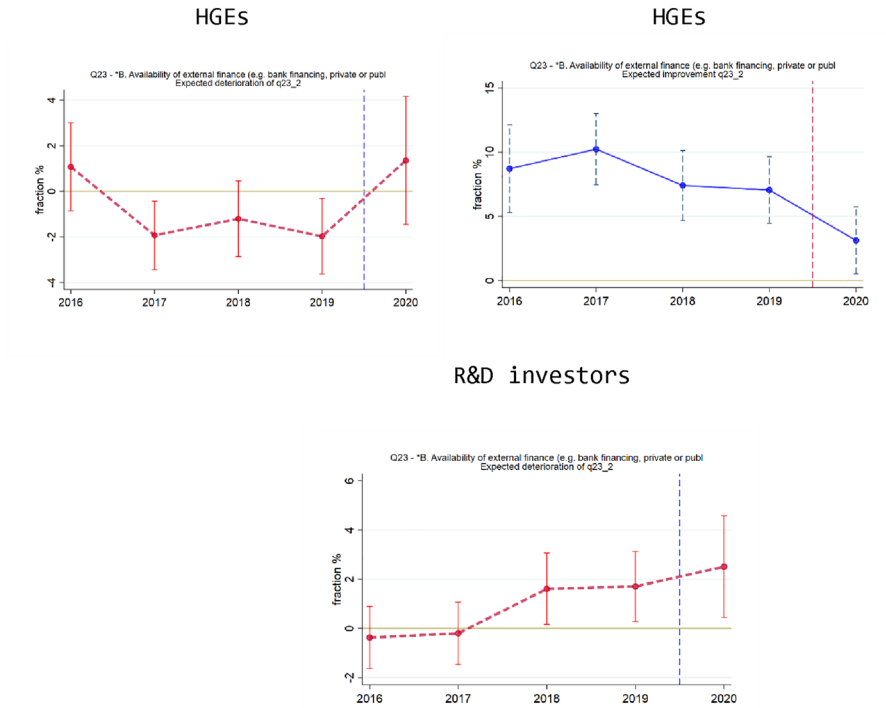 HGEs
HGEs
Q23 - *B. Availability of external finance (e.g. bank financing, private or publ
Expected deterioration of q23_2
fraction %
4
2
0
-2
-4
2016 2017 2018 2019 2020
Q23 - *B. Availability of external finance (e.g. bank financing, private or publ
Expected improvement q23_2
fraction %
15
10
5
0
2016 2017 2018 2019 2020
R&D investors
Q23 - *B. Availability of external finance (e.g. bank financing, private or publ
Expected deterioration of q23_2
fraction %
6
4
2
0
-2
2016 2017 2018 2019 2020